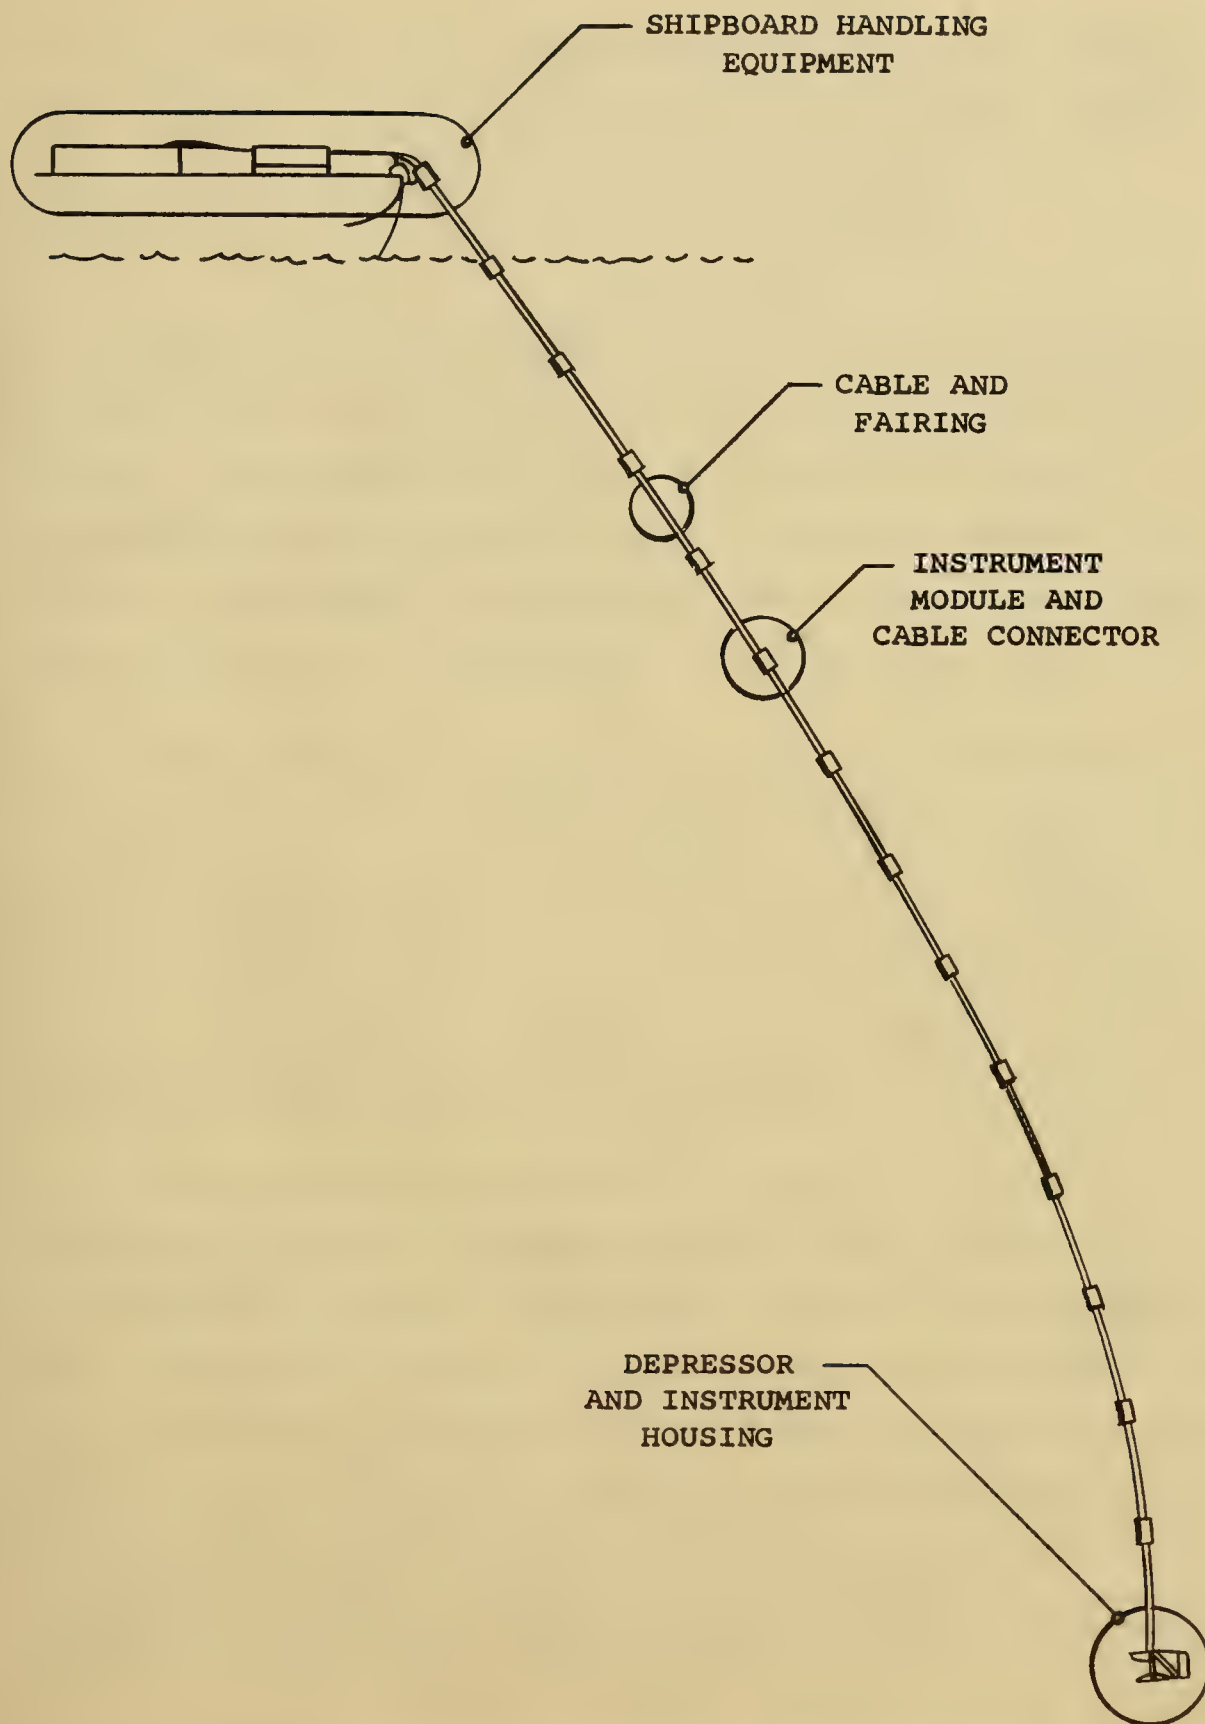 SHIPBOARD HANDLING
EQUIPMENT
CABLE AND
FAIRING
INSTRUMENT
MODULE AND
CABLE CONNECTOR
DEPRESSOR
AND INSTRUMENT
HOUSING